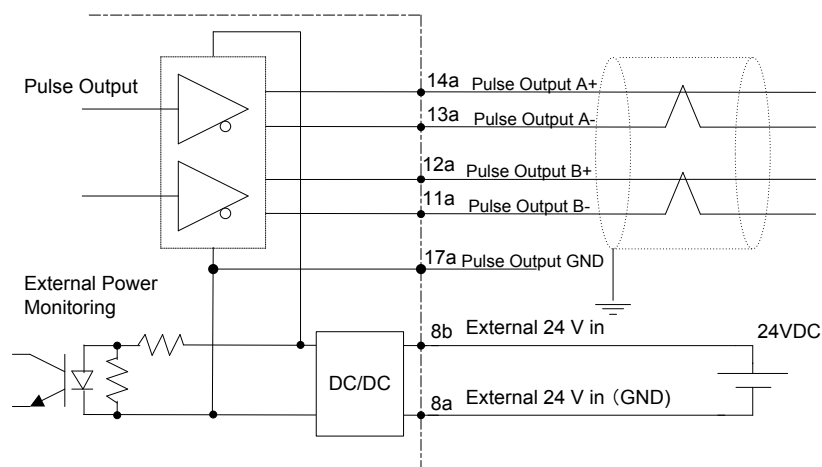 Pulse Output
14a Pulse Output A+
13a Pulse Output A-
12a Pulse Output B+
11a Pulse Output B-
17a Pulse Output GND
External Power
Monitoring
8b External 24 V in
24VDC
DC/DC
8a External 24 V in (GND)